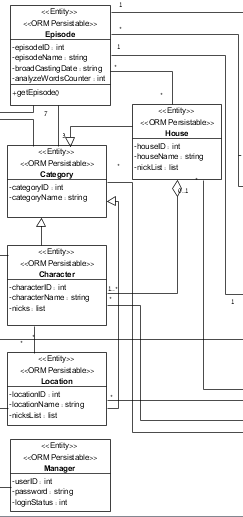 1
<<Entity>>
<<ORM Persistable>>
Episode
-episodeID : int
-episodeName : string
-broadCastingDate : string
-analyzeWordsCounter : int
+getEpisode()
*
1
*
*
7
<<Entity>>
<<ORM Persistable>>
House
-houseID : int
-houseName : string
-nickList : list
*
0..1
*
<<Entity>>
<<ORM Persistable>>
Category
-categoryID : int
-categoryName : string
<<Entity>>
<<ORM Persistable>>
Character
-characterID : int
-characterName : string
-nicks : list
1..*
*
1
*
*
<<Entity>>
<<ORM Persistable>>
Location
-locationID : int
-locationName : string
-nicksList : list
*
<<Entity>>
<<ORM Persistable>>
Manager
-userID : int
-password : string
-loginStatus : int